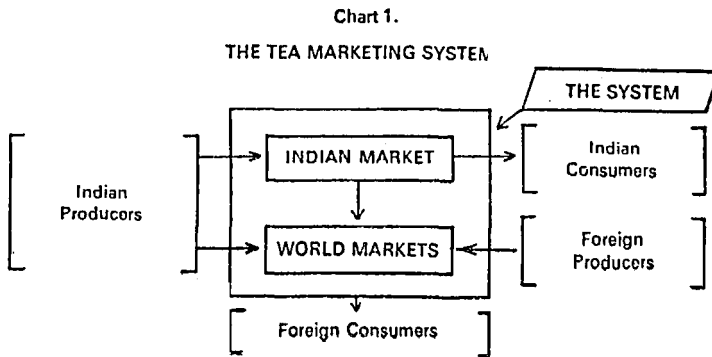 Chart 1.
THE TEA MARKETING SYSTEM
THE SYSTEM
INDIAN MARKET
Indian
Consumers
Indian
Producers
WORLD MARKETS
Foreign
Producers
Foreign Consumers